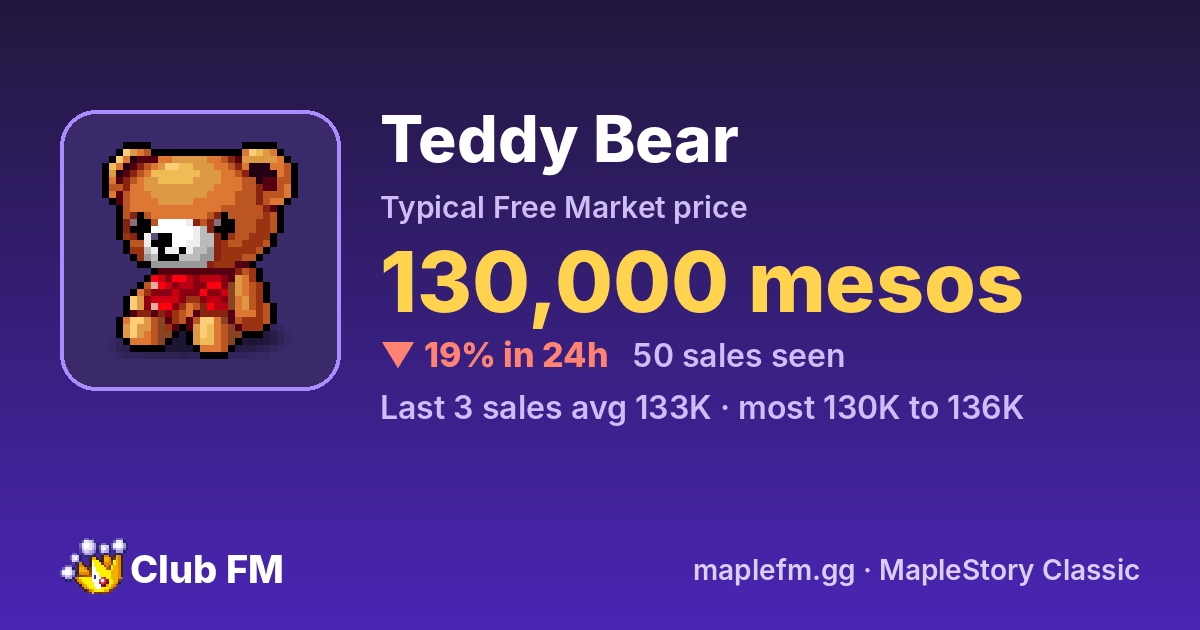 Teddy Bear
Typical Free Market price
130,000 mesos
▼ 19% in 24h 50 sales seen
Last 3 sales avg 133K · most 130K to 136K
Club FM
maplefm.gg · MapleStory Classic